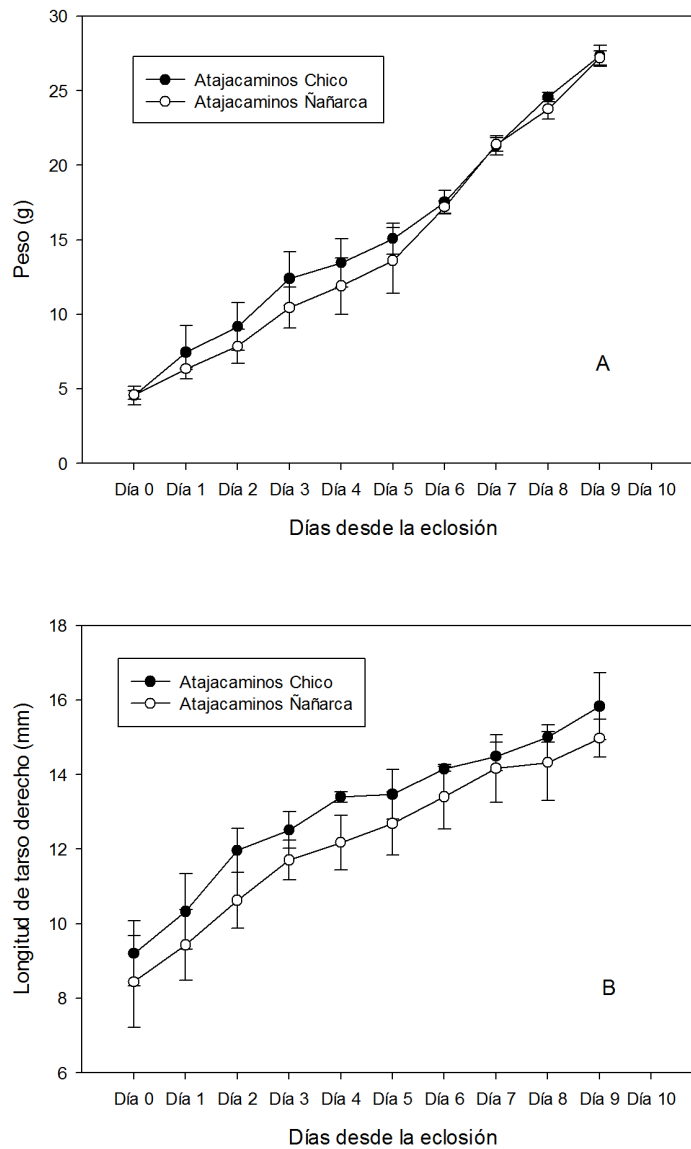 30
25
20
15
10
5
0
Peso (g)
Atajacaminos Chico
Atajacaminos Ñañarca
A
Día 0 Día 1 Día 2 Día 3 Día 4 Día 5 Día 6 Día 7 Día 8 Día 9 Día 10
Días desde la eclosión
18
16
14
12
10
8
6
Longitud de tarso derecho (mm)
Atajacaminos Chico
Atajacaminos Ñañarca
B
Día 0 Día 1 Día 2 Día 3 Día 4 Día 5 Día 6 Día 7 Día 8 Día 9 Día 10
Días desde la eclosión